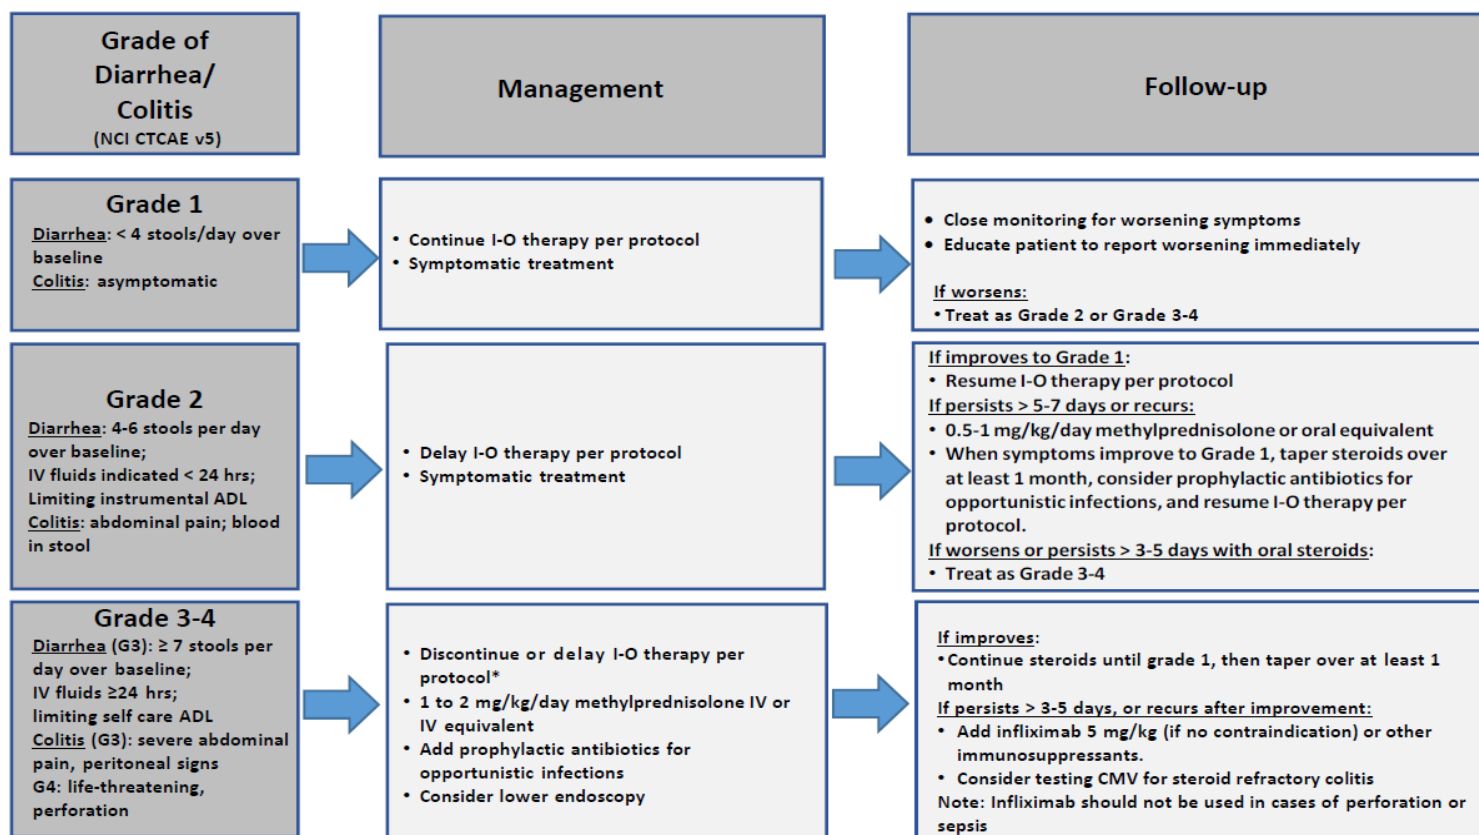 Grade of
Diarrhea/
Colitis
(NCI CTCAE v5)
Management
Follow-up
Grade 1
Diarrhea: < 4 stools/day over
baseline
Colitis: asymptomatic
• Continue I-O therapy per protocol
• Symptomatic treatment
• Close monitoring for worsening symptoms
• Educate patient to report worsening immediately
If worsens:
• Treat as Grade 2 or Grade 3-4
Grade 2
Diarrhea: 4-6 stools per day
over baseline;
IV fluids indicated < 24 hrs;
Limiting instrumental ADL
Colitis: abdominal pain; blood
in stool
• Delay I-O therapy per protocol
• Symptomatic treatment
If improves to Grade 1:
• Resume I-O therapy per protocol
If persists > 5-7 days or recurs:
• 0.5-1 mg/kg/day methylprednisolone or oral equivalent
• When symptoms improve to Grade 1, taper steroids over
at least 1 month, consider prophylactic antibiotics for
opportunistic infections, and resume I-O therapy per
protocol.
If worsens or persists > 3-5 days with oral steroids:
• Treat as Grade 3-4
Grade 3-4
Diarrhea (G3): ≥ 7 stools per
day over baseline;
IV fluids ≥24 hrs;
limiting self care ADL
Colitis (G3): severe abdominal
pain, peritoneal signs
G4: life-threatening,
perforation
• Discontinue or delay I-O therapy per
protocol*
• 1 to 2 mg/kg/day methylprednisolone IV or
IV equivalent
• Add prophylactic antibiotics for
opportunistic infections
• Consider lower endoscopy
If improves:
• Continue steroids until grade 1, then taper over at least 1
month
If persists > 3-5 days, or recurs after improvement:
• Add infliximab 5 mg/kg (if no contraindication) or other
immunosuppressants.
• Consider testing CMV for steroid refractory colitis
Note: Infliximab should not be used in cases of perforation or
sepsis